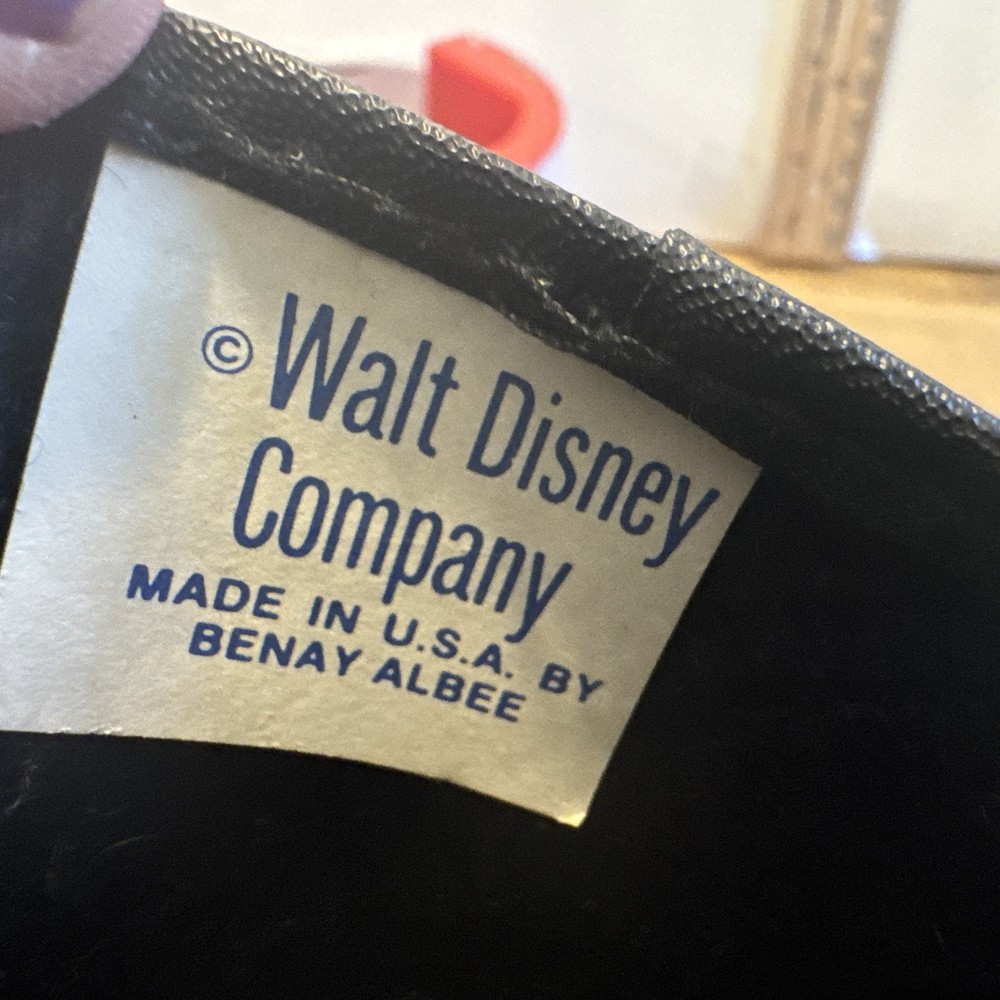 © Walt Disney
Company
MADE IN U.S.A. BY
BENAY ALBEE